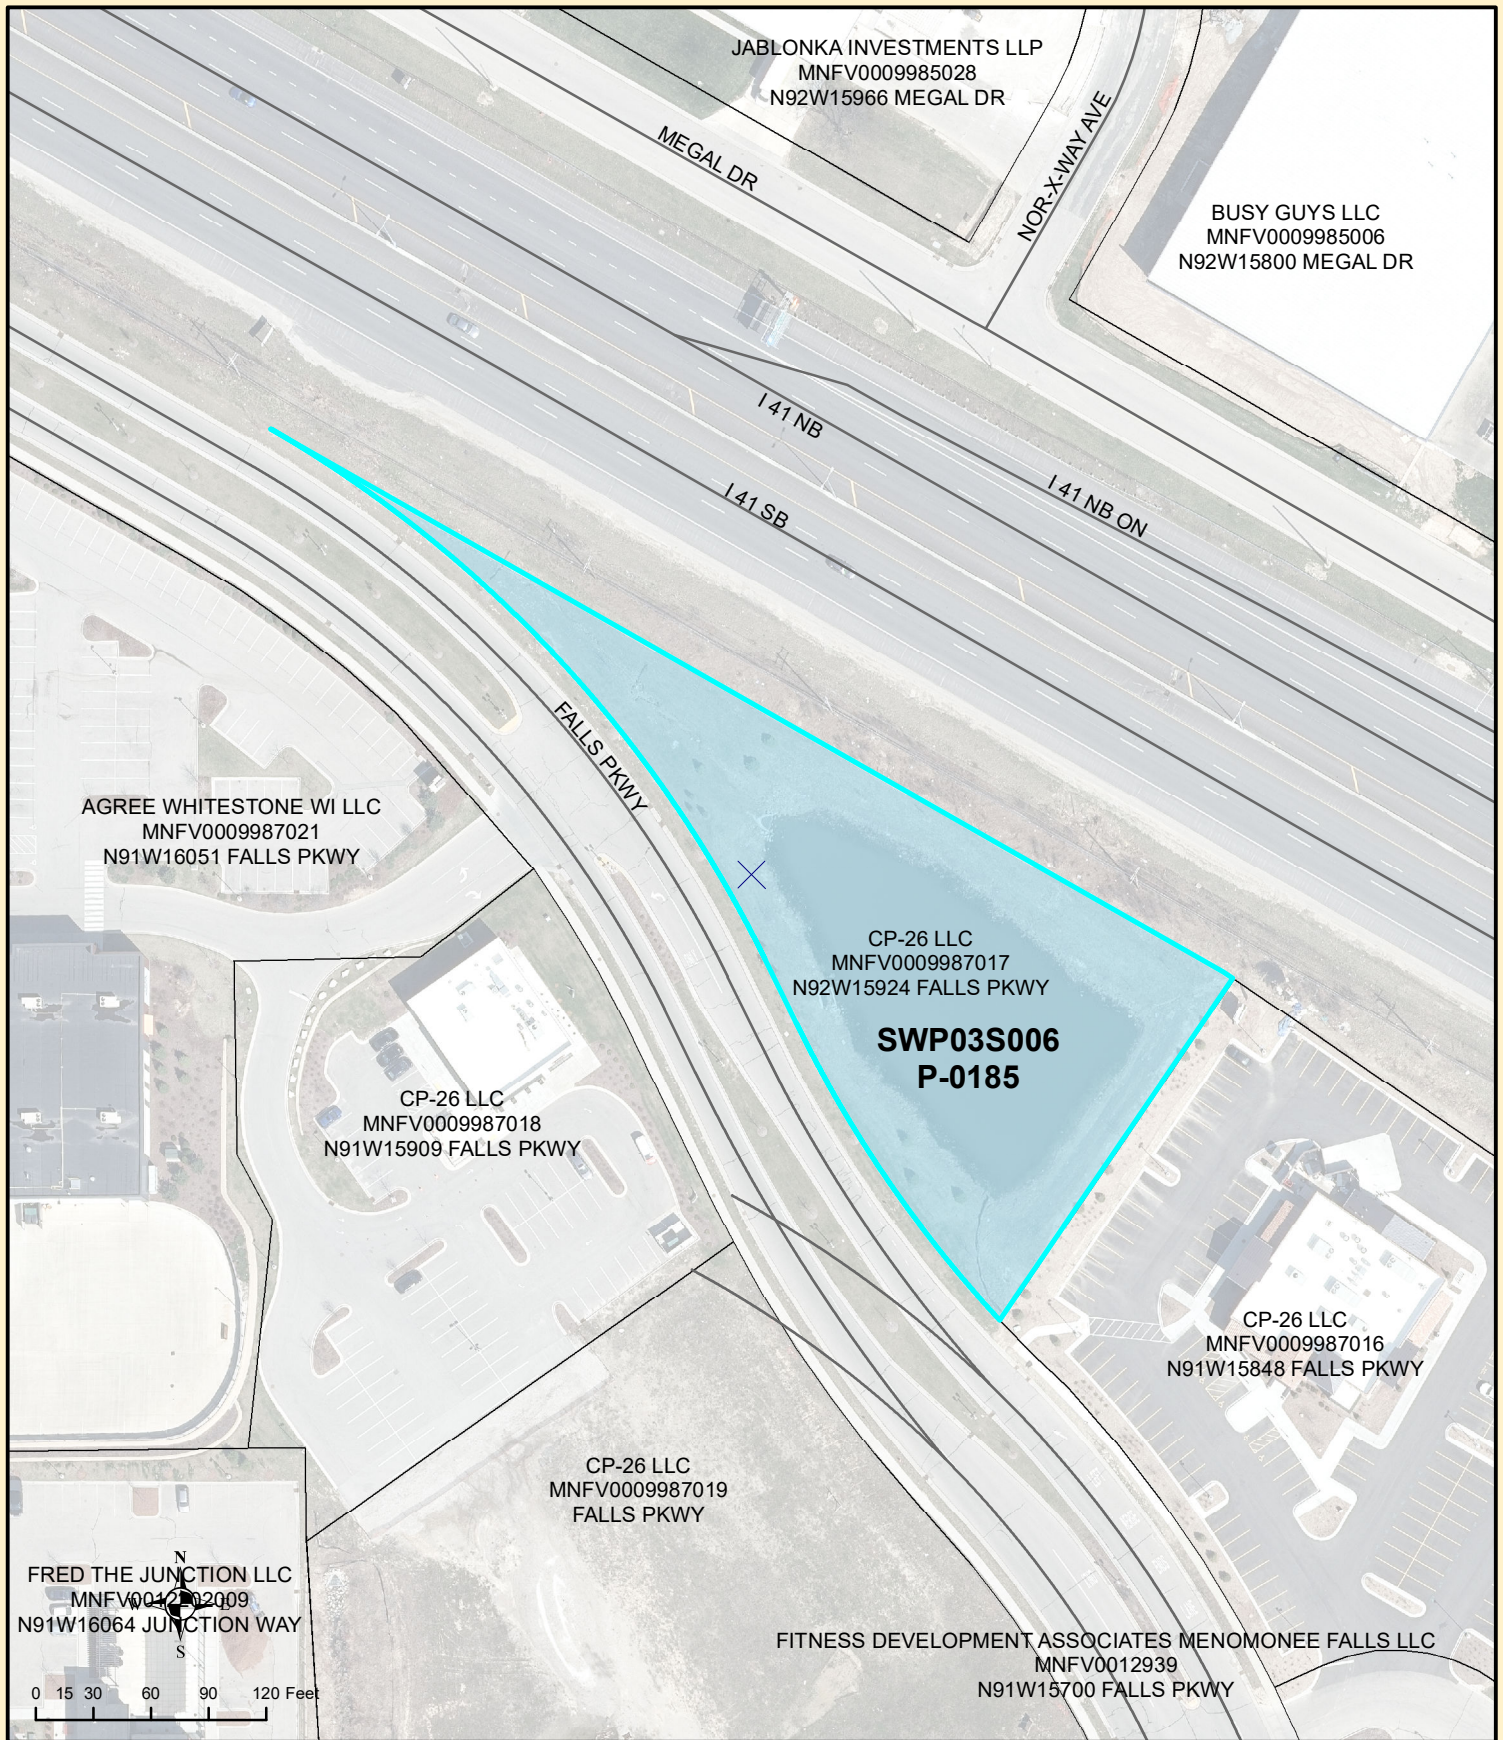 JABLONKA INVESTMENTS LLP
MNFV0009985028
N92W15966 MEGAL DR
MEGAL DR
NOR-X-WAY AVE
BUSY GUYS LLC
MNFV0009985006
N92W15800 MEGAL DR
I 41 NB
I 41 SB
I 41 NB ON
FALLS PKWY
AGREE WHITESTONE WI LLC
MNFV0009987021
N91W16051 FALLS PKWY
CP-26 LLC
MNFV0009987017
N92W15924 FALLS PKWY
SWP03S006
P-0185
CP-26 LLC
MNFV0009987018
N91W15909 FALLS PKWY
CP-26 LLC
MNFV0009987016
N91W15848 FALLS PKWY
CP-26 LLC
MNFV0009987019
FALLS PKWY
FRED THE JUNCTION LLC
N91W16064 JUNCTION WAY
N
W E
S
FITNESS DEVELOPMENT ASSOCIATES MENOMONEE FALLS LLC
MNFV0012939
N91W15700 FALLS PKWY
0 15 30 60 90 120 Feet